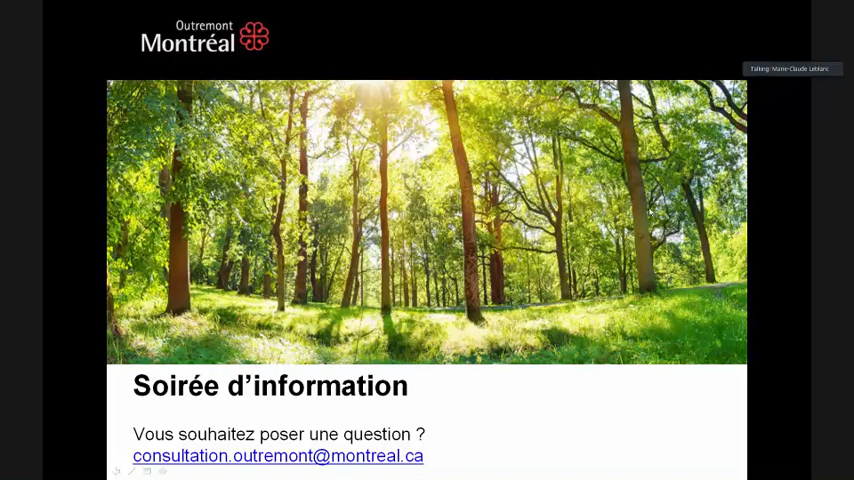 Outremont
Montréal
Talking: Marie-Claude Leblanc
Soirée d'information
Vous souhaitez poser une question ?
consultation.outremont@montreal.ca